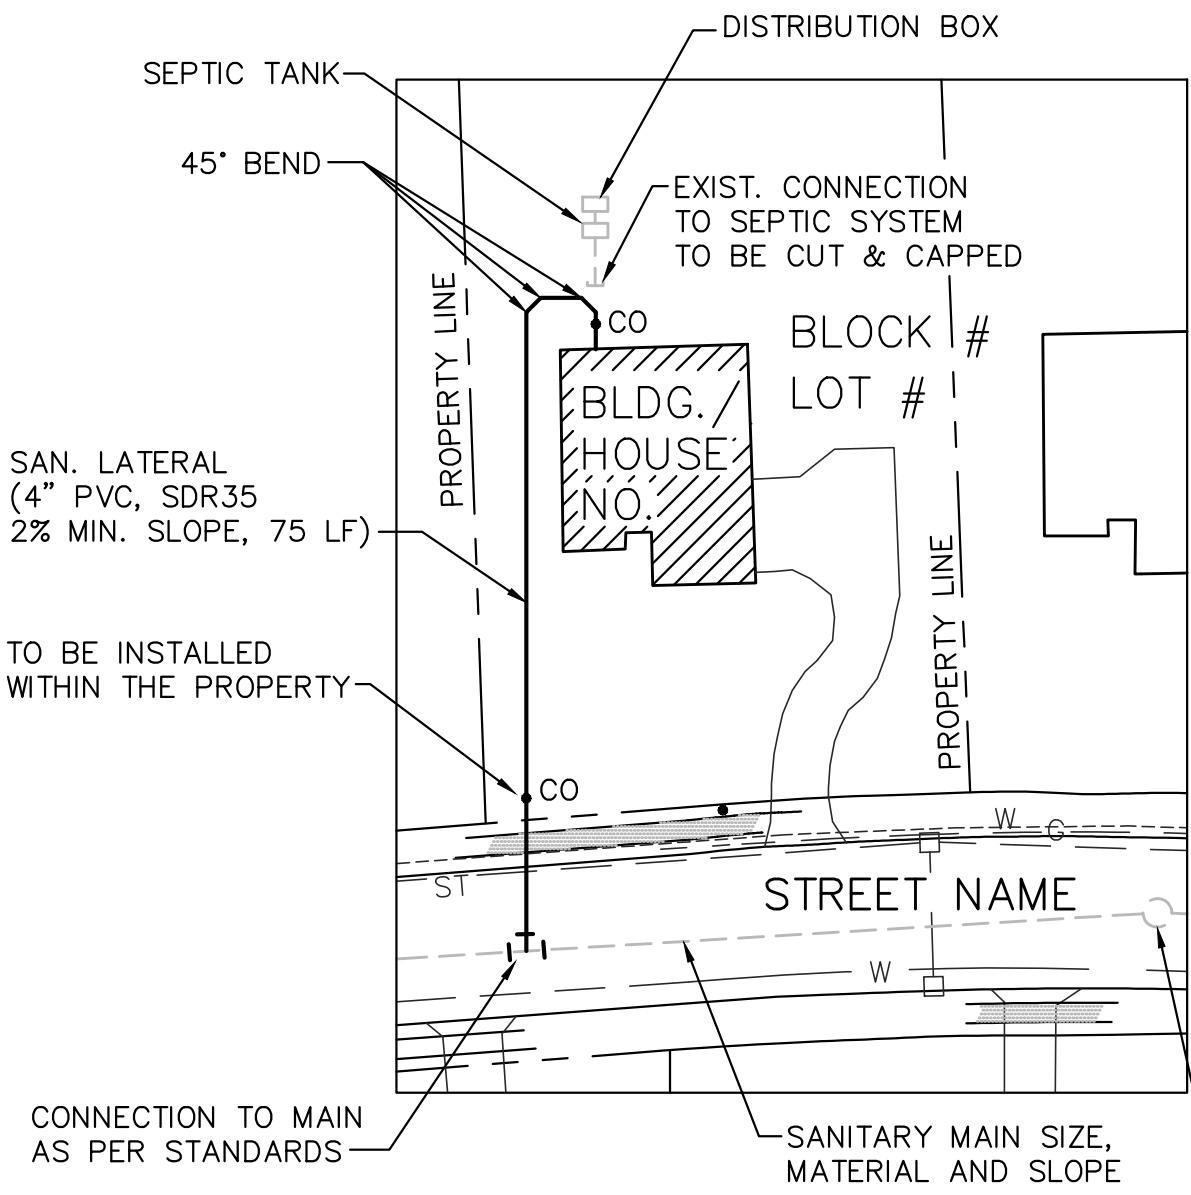 DISTRIBUTION BOX
SEPTIC TANK
45° BEND
EXIST. CONNECTION
TO SEPTIC SYSTEM
TO BE CUT & CAPPED
PROPERTY LINE
CO
BLOCK #
LOT #
BLDG.
HOUSE
NO.
SAN. LATERAL
(4" PVC, SDR35
2% MIN. SLOPE, 75 LF)
PROPERTY LINE
TO BE INSTALLED
WITHIN THE PROPERTY
CO
W
G
ST
STREET NAME
W
CONNECTION TO MAIN
AS PER STANDARDS
SANITARY MAIN SIZE,
MATERIAL AND SLOPE